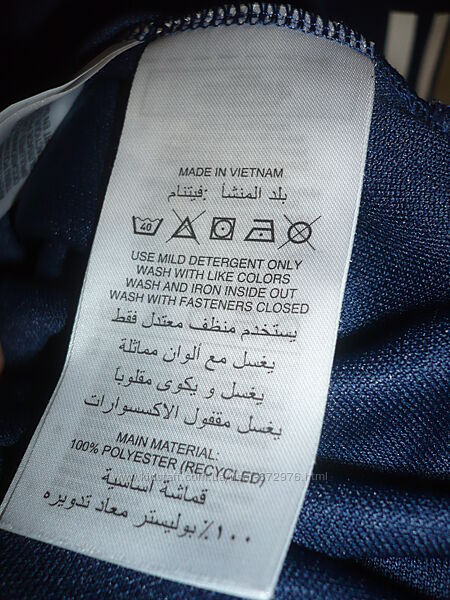 MADE IN VIETNAM
بلد المنشأ :فيتنام
40
USE MILD DETERGENT ONLY
WASH WITH LIKE COLORS
WASH AND IRON INSIDE OUT
WASH WITH FASTENERS CLOSED
يستخدم منظف معتدل فقط
يغسل مع ألوان مماثلة
يغسل و يكوى مقلوبا
يغسل مقفول الاكسسوارات
MAIN MATERIAL:
100% POLYESTER (RECYCLED)
قماشة اساسية
١٠٠٪ بوليستر معاد تدويره